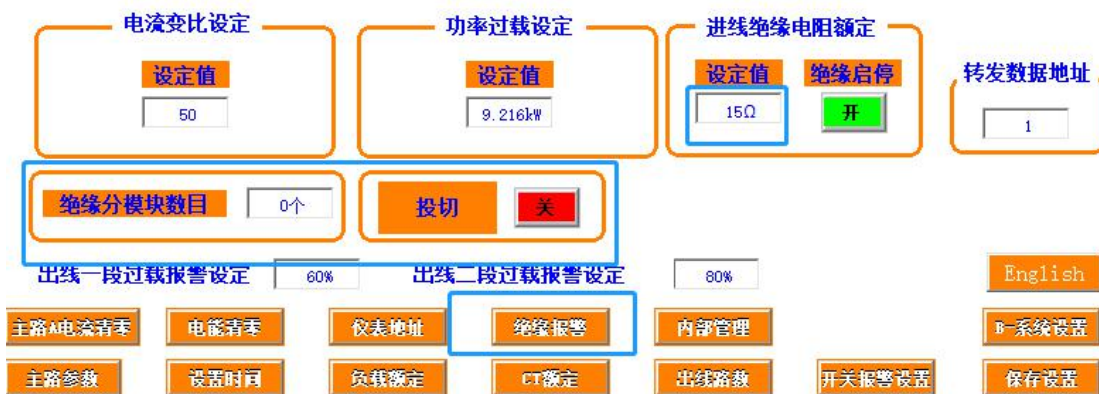 电流变比设定 功率过载设定 进线绝缘电阻额定
设定值 设定值 设定值 绝缘启停 转发数据地址
50 9.216kW 15Ω 开 1
绝缘分模块数目 0个 投切 关
出线一段过载报警设定 60% 出线二段过载报警设定 80% English
主路A电流清零 电能清零 仪表地址 绝缘报警 内部管理 B-系统设置
主路参数 设置时间 负载额定 CT额定 出线路数 开关报警设置 保存设置